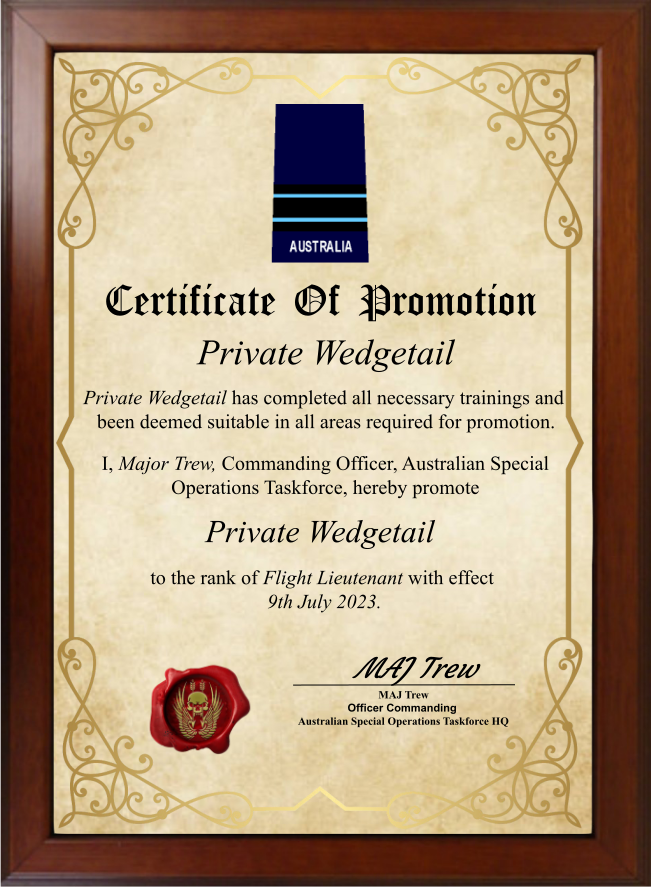 AUSTRALIA
Certificate Of Promotion
Private Wedgetail
Private Wedgetail has completed all necessary trainings and
been deemed suitable in all areas required for promotion.
I, Major Trew, Commanding Officer, Australian Special
Operations Taskforce, hereby promote
Private Wedgetail
to the rank of Flight Lieutenant with effect
9th July 2023.
MAJ Trew
MAJ Trew
Officer Commanding
Australian Special Operations Taskforce HQ